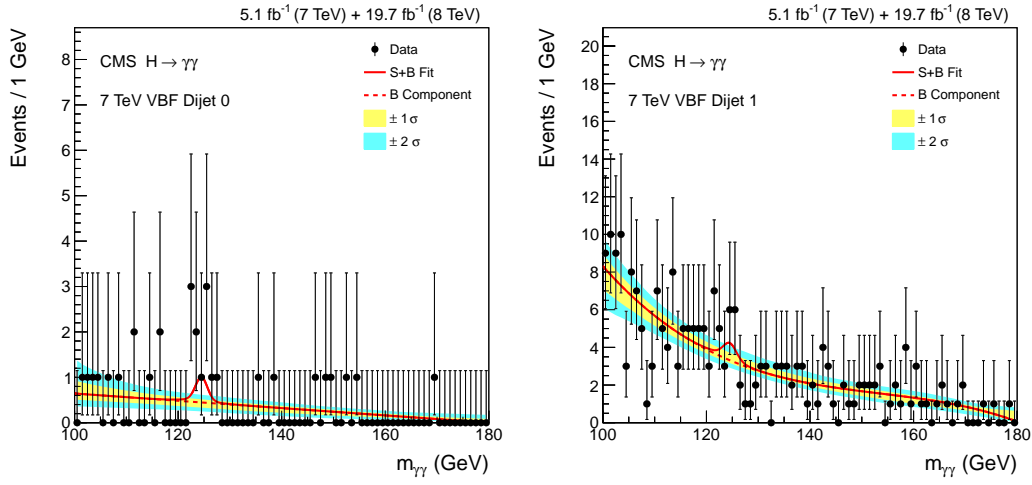 5.1 fb⁻¹ (7 TeV) + 19.7 fb⁻¹ (8 TeV)
CMS H → γγ
7 TeV VBF Dijet 0
Data
S+B Fit
B Component
± 1 σ
± 2 σ
Events / 1 GeV
8
7
6
5
4
3
2
1
0
100 120 140 160 180
m_γγ (GeV)
5.1 fb⁻¹ (7 TeV) + 19.7 fb⁻¹ (8 TeV)
CMS H → γγ
7 TeV VBF Dijet 1
Data
S+B Fit
B Component
± 1 σ
± 2 σ
Events / 1 GeV
20
18
16
14
12
10
8
6
4
2
0
100 120 140 160 180
m_γγ (GeV)